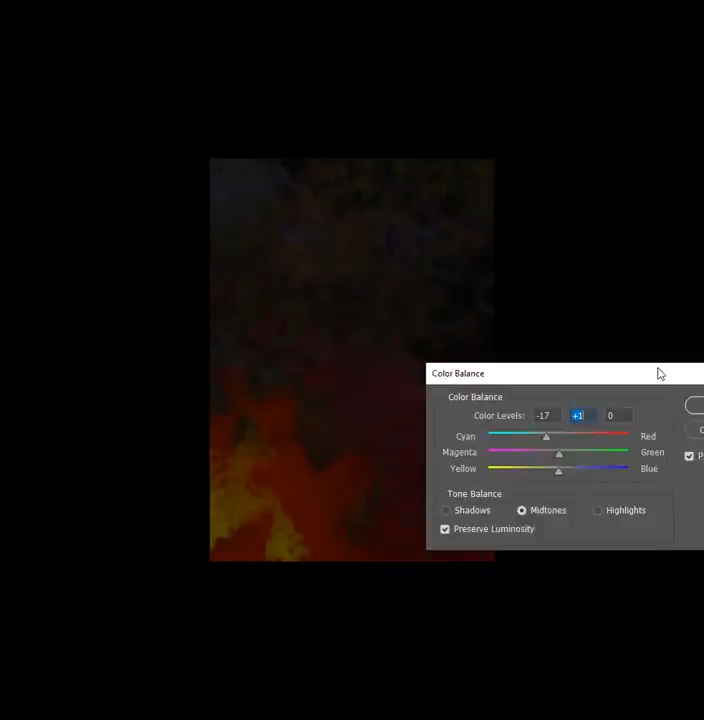 Color Balance
Color Balance
Color Levels: -17 +1 0
Cyan Red
Magenta Green
Yellow Blue
Tone Balance
Shadows Midtones Highlights
Preserve Luminosity